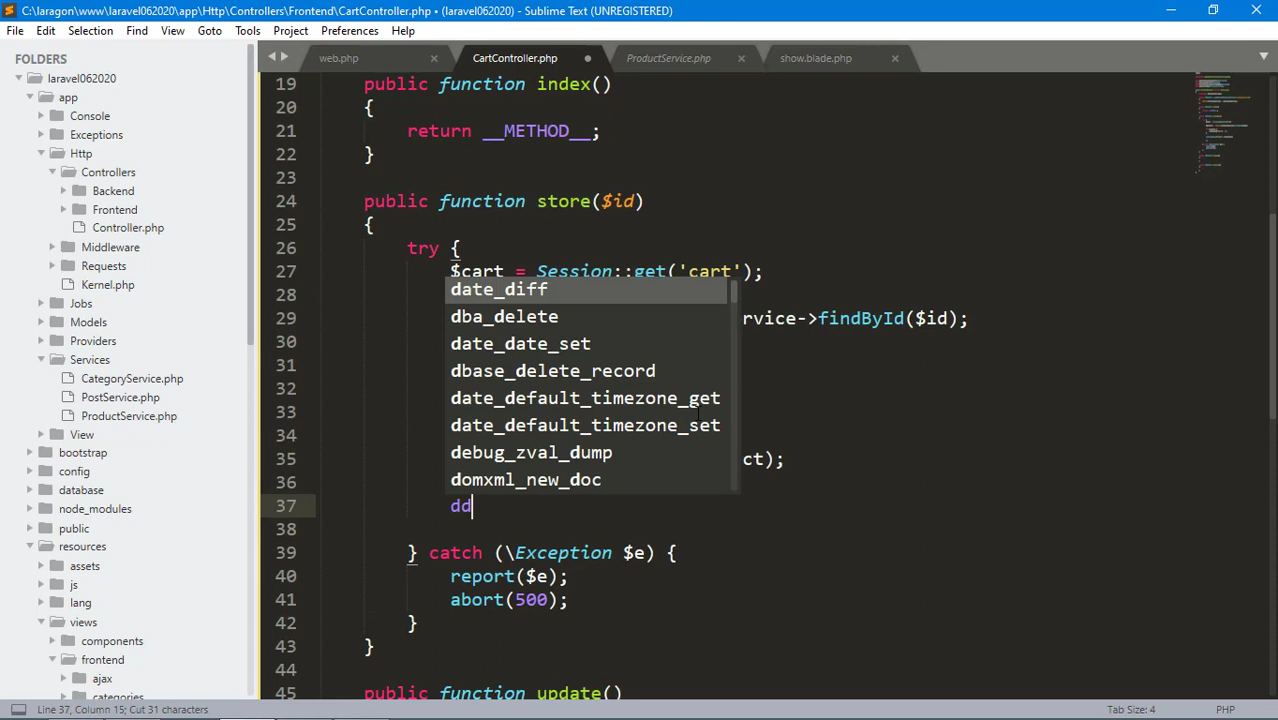 C:\laragon\www\laravel062020\app\Http\Controllers\Frontend\CartController.php • (laravel062020) - Sublime Text (UNREGISTERED)
File Edit Selection Find View Goto Tools Project Preferences Help
FOLDERS
laravel062020
app
Console
Exceptions
Http
Controllers
Backend
Frontend
Controller.php
Middleware
Requests
Kernel.php
Jobs
Models
Providers
Services
CategoryService.php
PostService.php
ProductService.php
View
bootstrap
config
database
node_modules
public
resources
assets
js
lang
views
components
frontend
ajax
categories
web.php CartController.php ProductService.php show.blade.php
19 public function index()
20 {
21 return __METHOD__;
22 }
23
24 public function store($id)
25 {
26 try {
27 $cart = Session::get('cart');
28
29 rvice->findById($id);
30
31
32
33
34
35 ct);
36
37 dd
38
39 } catch (\Exception $e) {
40 report($e);
41 abort(500);
42 }
43 }
44
45 public function update()
date_diff
dba_delete
date_date_set
dbase_delete_record
date_default_timezone_get
date_default_timezone_set
debug_zval_dump
domxml_new_doc
Line 37, Column 15; Cut 31 characters Tab Size: 4 PHP